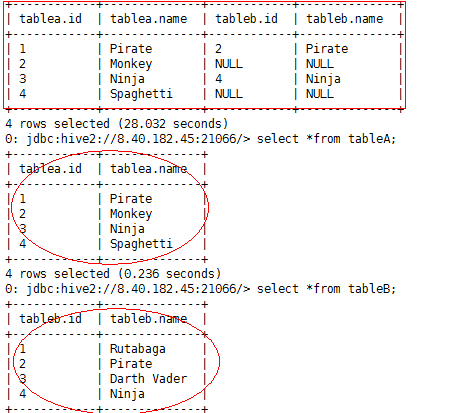 +------------+--------------+------------+--------------+
| tablea.id | tablea.name | tableb.id | tableb.name |
+------------+--------------+------------+--------------+
| 1 | Pirate | 2 | Pirate |
| 2 | Monkey | NULL | NULL |
| 3 | Ninja | 4 | Ninja |
| 4 | Spaghetti | NULL | NULL |
+------------+--------------+------------+--------------+
4 rows selected (28.032 seconds)
0: jdbc:hive2://8.40.182.45:21066/> select *from tableA;
+------------+--------------+
| tablea.id | tablea.name |
+------------+--------------+
| 1 | Pirate |
| 2 | Monkey |
| 3 | Ninja |
| 4 | Spaghetti |
+------------+--------------+
4 rows selected (0.236 seconds)
0: jdbc:hive2://8.40.182.45:21066/> select *from tableB;
+------------+--------------+
| tableb.id | tableb.name |
+------------+--------------+
| 1 | Rutabaga |
| 2 | Pirate |
| 3 | Darth Vader |
| 4 | Ninja |
+------------+--------------+